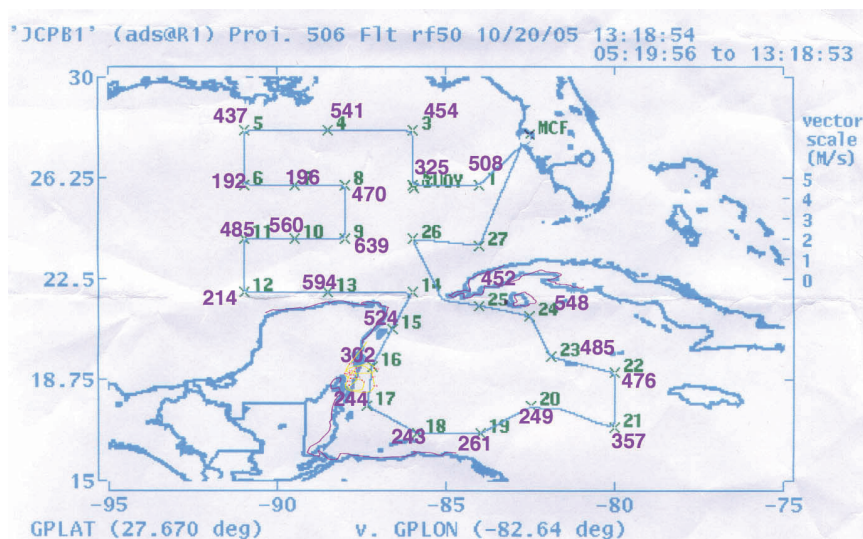 'JCPB1' (ads@R1) Proi. 506 Flt rf50 10/20/05 13:18:54
05:19:56 to 13:18:53
30
437 541 454
5 4 3 MCF
vector
scale
(M/s)
26.25
192 196 325 508
6 8 BUOY 1
470
5
4
3
2
1
0
485 560
11 10 9 26 27
639
22.5
12 594 13 14 452
214 25 24 548
524 15
302 16 23 485
22
18.75
476
244 17 20
249
18 19 21
243 261 357
15
-95 -90 -85 -80 -75
GPLAT (27.670 deg) v. GPLON (-82.64 deg)